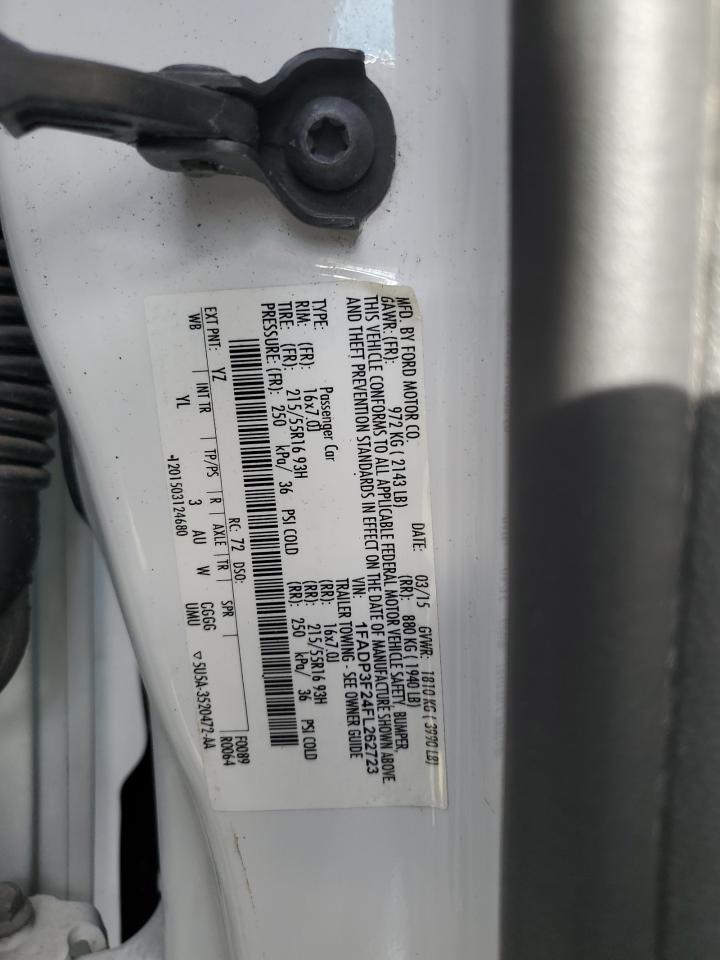 MFD. BY FORD MOTOR CO. DATE: 03/15 GVWR: 1810 KG ( 3990 LB)
GAWR: (FR): 972 KG ( 2143 LB) (RR): 880 KG ( 1940 LB)
THIS VEHICLE CONFORMS TO ALL APPLICABLE FEDERAL MOTOR VEHICLE SAFETY, BUMPER,
AND THEFT PREVENTION STANDARDS IN EFFECT ON THE DATE OF MANUFACTURE SHOWN ABOVE.
VIN: 1FADP3F24FL262723
TYPE: Passenger Car TRAILER TOWING - SEE OWNER GUIDE
RIM: (FR): 16x7.0J (RR): 16x7.0J
TIRE: (FR): 215/55R16 93H (RR): 215/55R16 93H
PRESSURE: (FR): 250 kPa/ 36 PSI COLD (RR): 250 kPa/ 36 PSI COLD
RC: 72 DSO: F0089
EXT PNT: YZ R0064
INT TR TP/PS R AXLE TR SPR
WB YL 3 AU W CGGG UMU
-I201503124680 ▽ 5U5A-3520472-AA